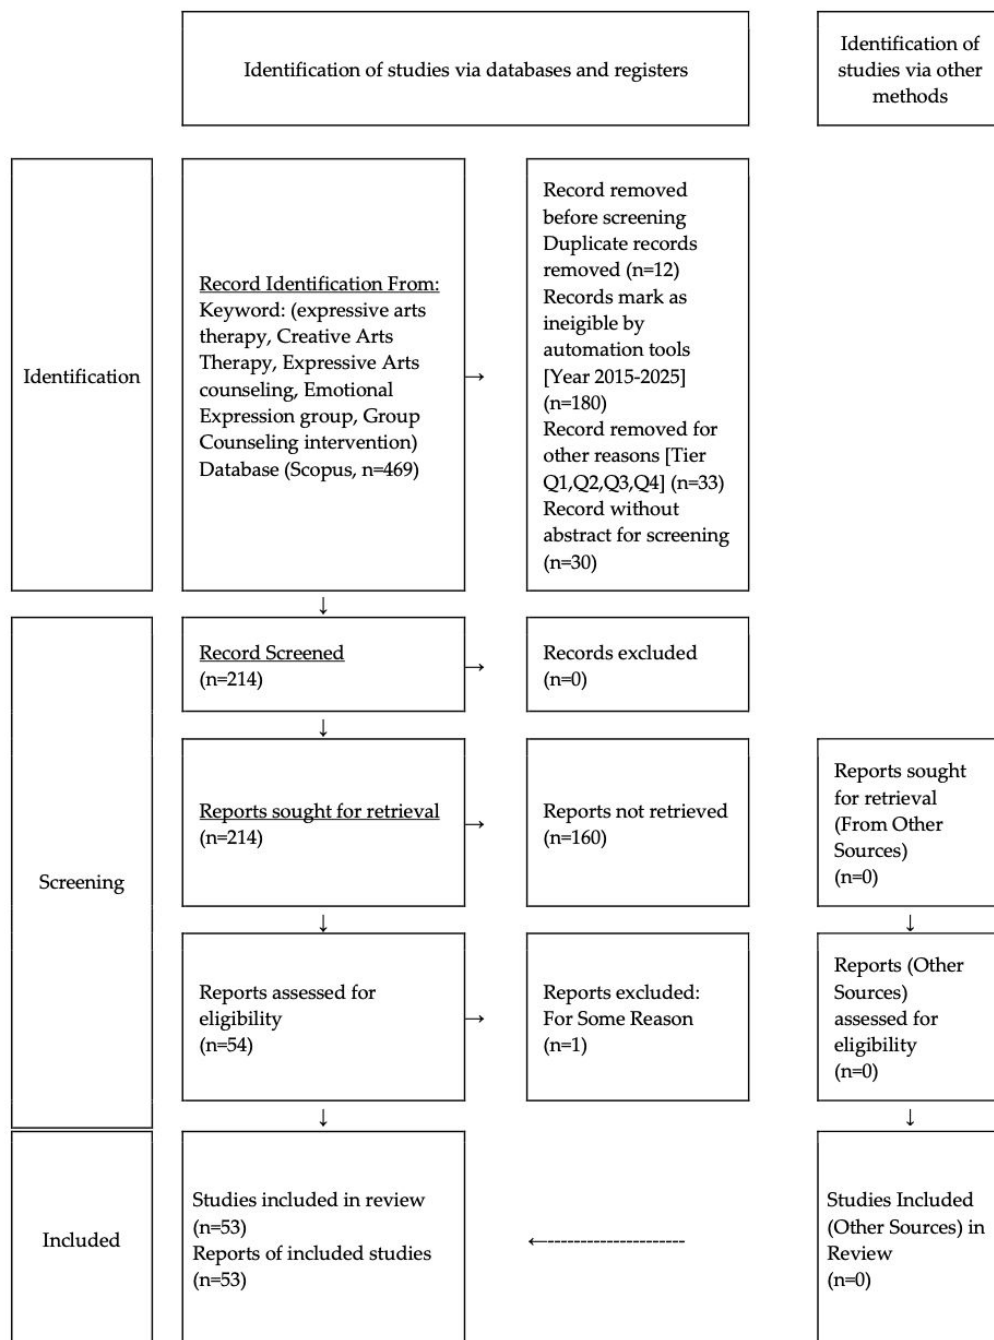 Identification of studies via databases and registers
Identification of
studies via other
methods
Identification
Record Identification From:
Keyword: (expressive arts
therapy, Creative Arts
Therapy, Expressive Arts
counseling, Emotional
Expression group, Group
Counseling intervention)
Database (Scopus, n=469)
→
Record removed
before screening
Duplicate records
removed (n=12)
Records mark as
ineigible by
automation tools
[Year 2015-2025]
(n=180)
Record removed for
other reasons [Tier
Q1,Q2,Q3,Q4] (n=33)
Record without
abstract for screening
(n=30)
↓
Screening
Record Screened
(n=214)
→
Records excluded
(n=0)
↓
Reports sought for retrieval
(n=214)
→
Reports not retrieved
(n=160)
Reports sought
for retrieval
(From Other
Sources)
(n=0)
↓
↓
Reports assessed for
eligibility
(n=54)
→
Reports excluded:
For Some Reason
(n=1)
Reports (Other
Sources)
assessed for
eligibility
(n=0)
↓
↓
Included
Studies included in review
(n=53)
Reports of included studies
(n=53)
←---------------------
Studies Included
(Other Sources) in
Review
(n=0)